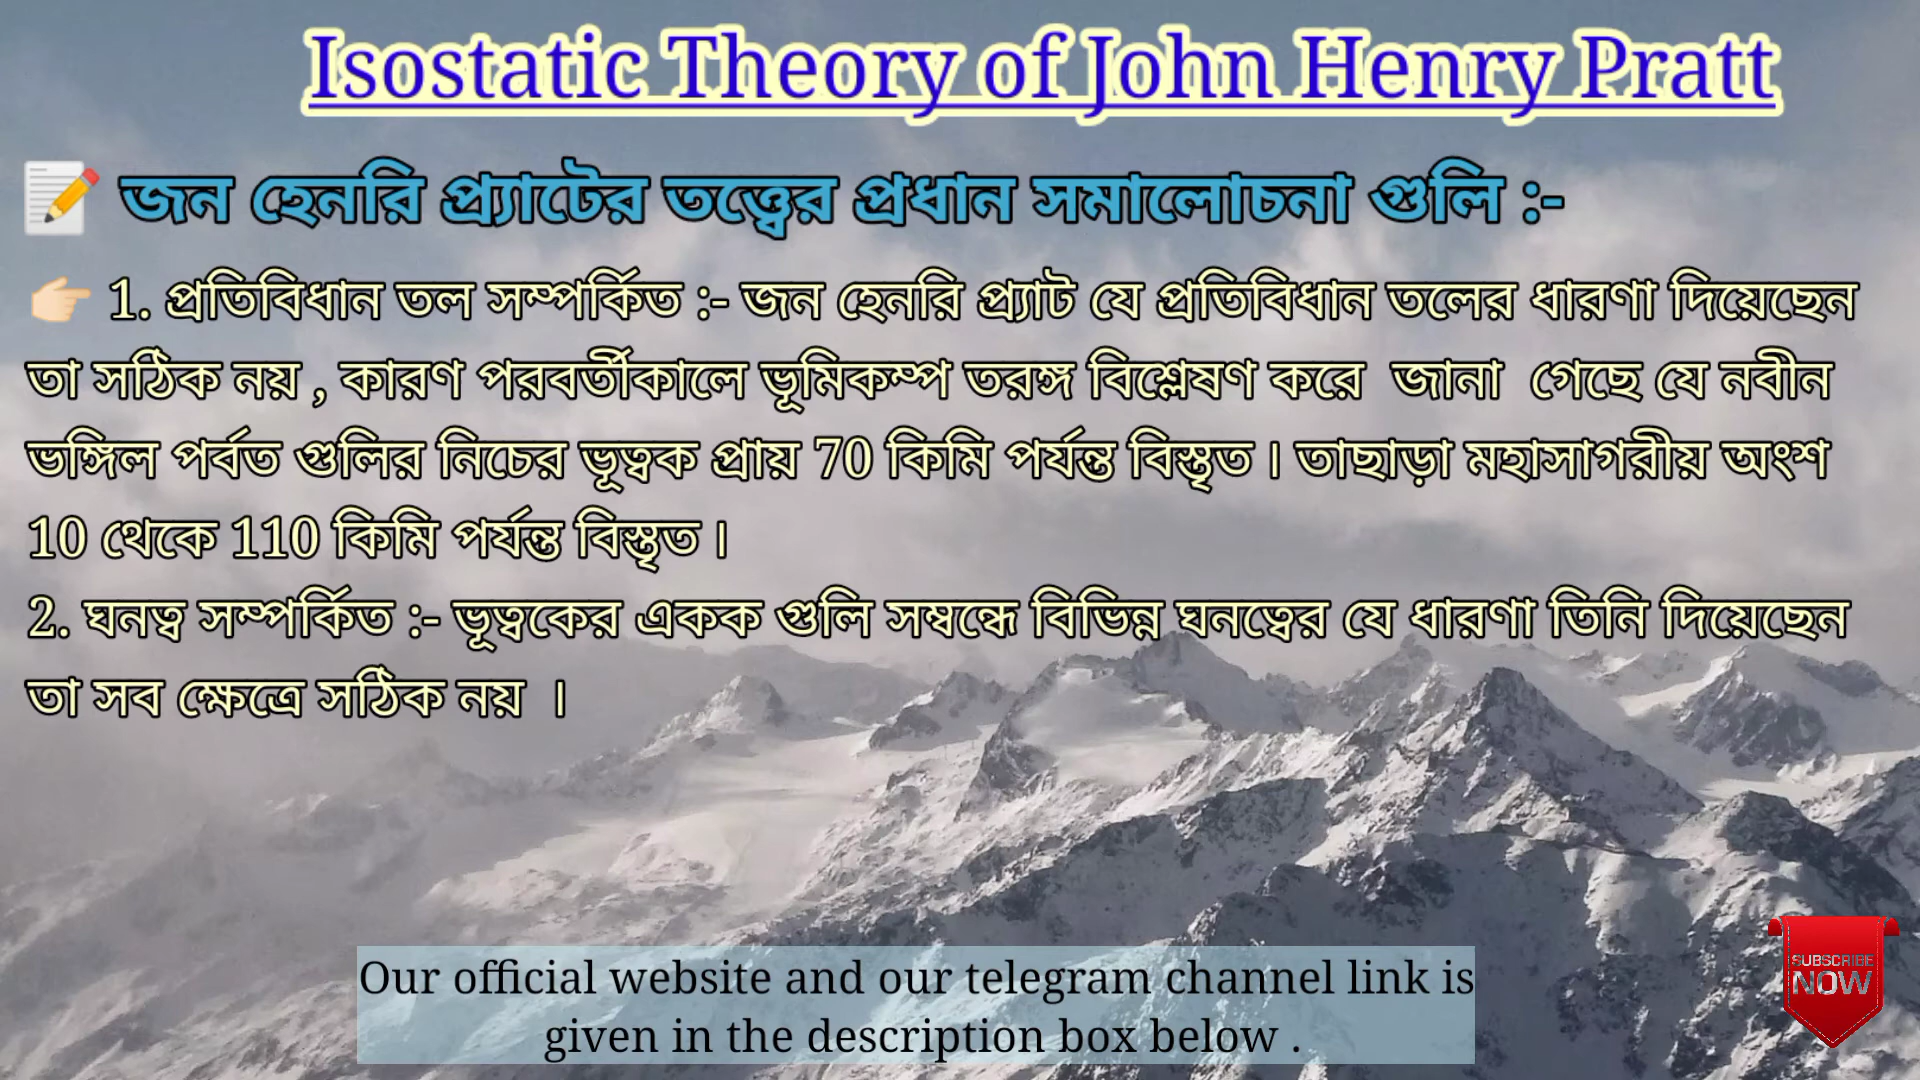 Isostatic Theory of John Henry Pratt
📝 জন হেনরি প্র্যাটের তত্ত্বের প্রধান সমালোচনা গুলি :-
👉🏻 1. প্রতিবিধান তল সম্পর্কিত :- জন হেনরি প্র্যাট যে প্রতিবিধান তলের ধারণা দিয়েছেন
তা সঠিক নয় , কারণ পরবর্তীকালে ভূমিকম্প তরঙ্গ বিশ্লেষণ করে জানা গেছে যে নবীন
ভঙ্গিল পর্বত গুলির নিচের ভূত্বক প্রায় 70 কিমি পর্যন্ত বিস্তৃত । তাছাড়া মহাসাগরীয় অংশ
10 থেকে 110 কিমি পর্যন্ত বিস্তৃত ।
2. ঘনত্ব সম্পর্কিত :- ভূত্বকের একক গুলি সম্বন্ধে বিভিন্ন ঘনত্বের যে ধারণা তিনি দিয়েছেন
তা সব ক্ষেত্রে সঠিক নয় ।
Our official website and our telegram channel link is
given in the description box below .
SUBSCRIBE
NOW